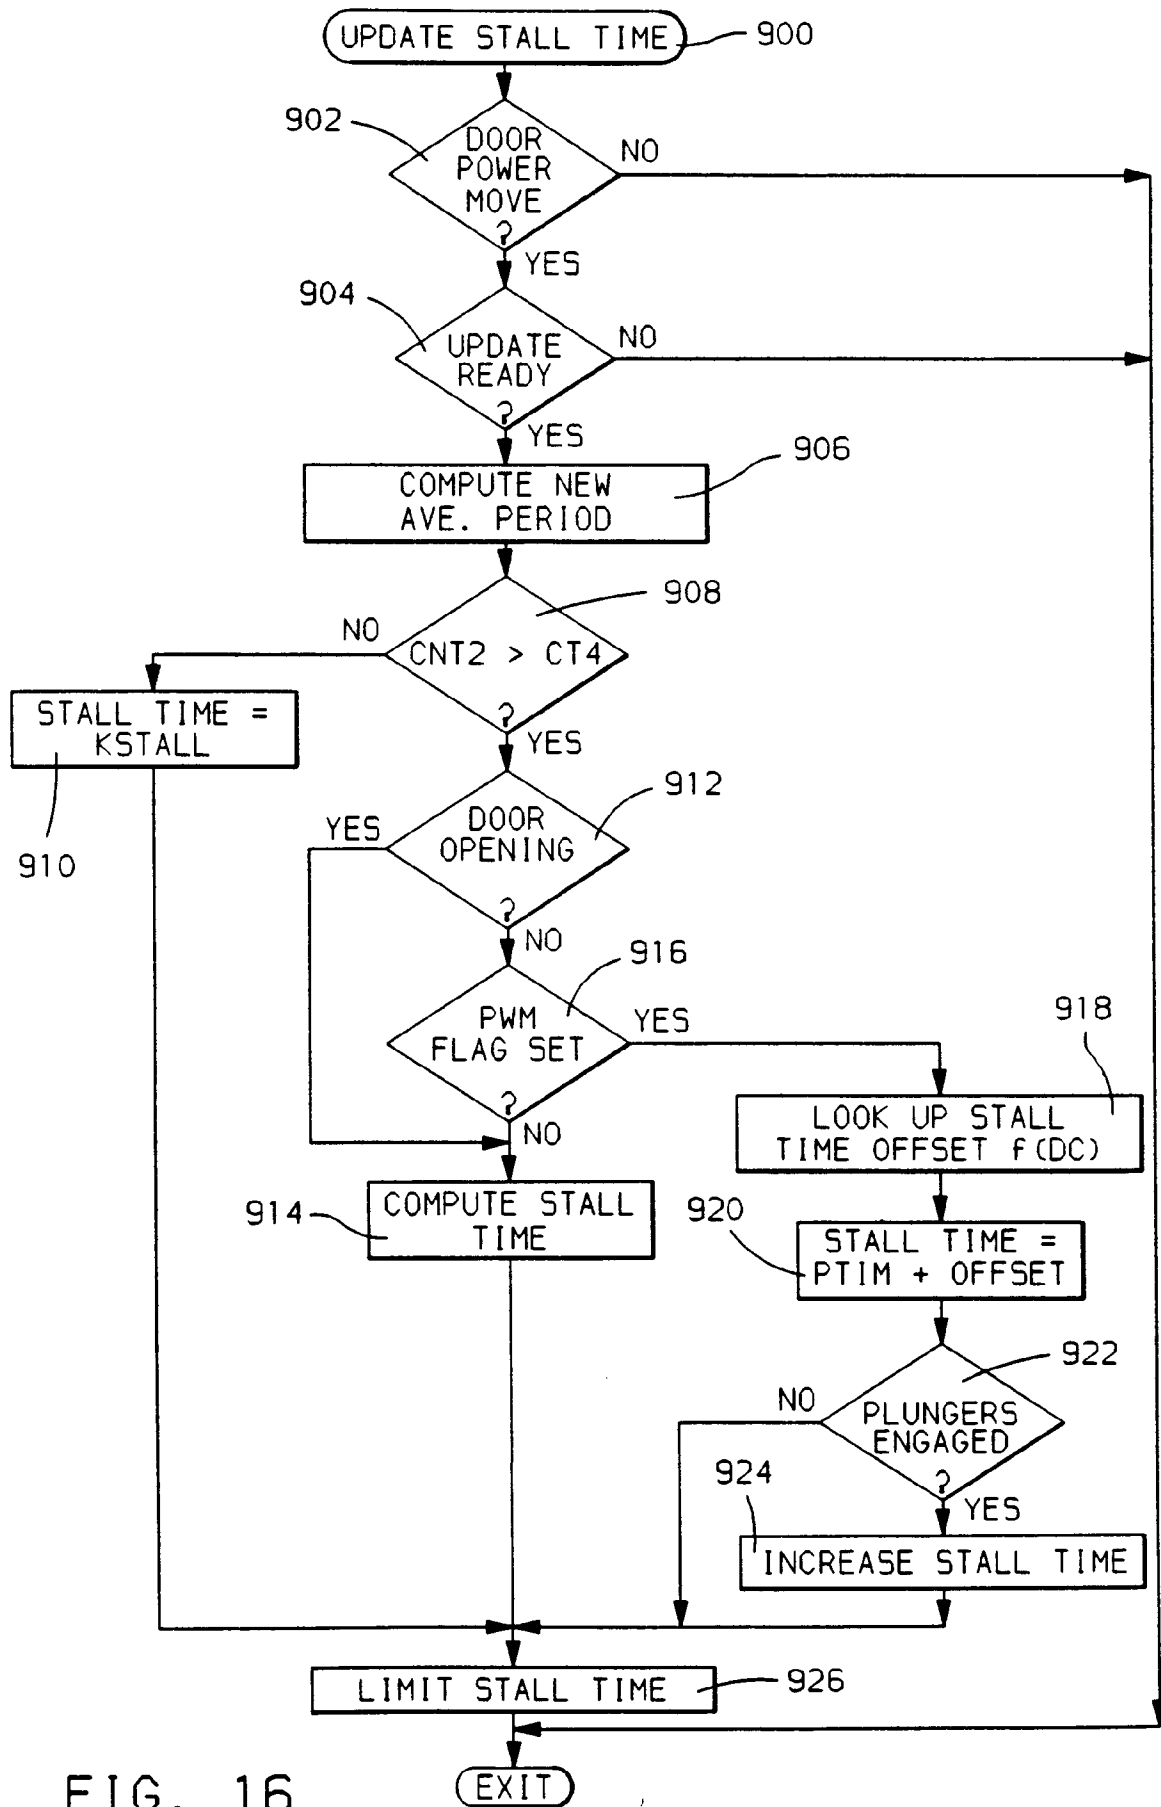 UPDATE STALL TIME
900
902
DOOR
POWER
MOVE
?
NO
YES
904
UPDATE
READY
?
NO
YES
906
COMPUTE NEW
AVE. PERIOD
908
NO
CNT2 > CT4
?
YES
STALL TIME =
KSTALL
910
912
YES
DOOR
OPENING
?
NO
916
PWM
FLAG SET
?
YES
NO
918
LOOK UP STALL
TIME OFFSET f(DC)
914
COMPUTE STALL
TIME
920
STALL TIME =
PTIM + OFFSET
922
NO
PLUNGERS
ENGAGED
?
YES
924
INCREASE STALL TIME
LIMIT STALL TIME
926
EXIT
FIG. 16